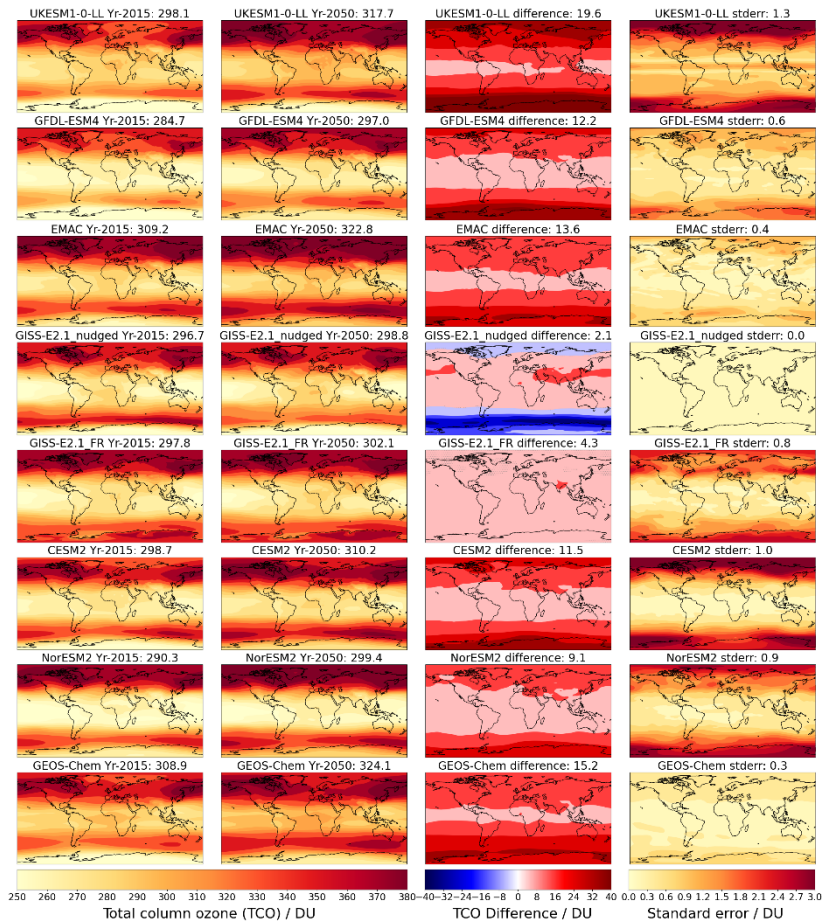 UKESM1-0-LL Yr-2015: 298.1 UKESM1-0-LL Yr-2050: 317.7 UKESM1-0-LL difference: 19.6 UKESM1-0-LL stderr: 1.3
GFDL-ESM4 Yr-2015: 284.7 GFDL-ESM4 Yr-2050: 297.0 GFDL-ESM4 difference: 12.2 GFDL-ESM4 stderr: 0.6
EMAC Yr-2015: 309.2 EMAC Yr-2050: 322.8 EMAC difference: 13.6 EMAC stderr: 0.4
GISS-E2.1_nudged Yr-2015: 296.7 GISS-E2.1_nudged Yr-2050: 298.8 GISS-E2.1_nudged difference: 2.1 GISS-E2.1_nudged stderr: 0.0
GISS-E2.1_FR Yr-2015: 297.8 GISS-E2.1_FR Yr-2050: 302.1 GISS-E2.1_FR difference: 4.3 GISS-E2.1_FR stderr: 0.8
CESM2 Yr-2015: 298.7 CESM2 Yr-2050: 310.2 CESM2 difference: 11.5 CESM2 stderr: 1.0
NorESM2 Yr-2015: 290.3 NorESM2 Yr-2050: 299.4 NorESM2 difference: 9.1 NorESM2 stderr: 0.9
GEOS-Chem Yr-2015: 308.9 GEOS-Chem Yr-2050: 324.1 GEOS-Chem difference: 15.2 GEOS-Chem stderr: 0.3
250 260 270 280 290 300 310 320 330 340 350 360 370 380 −40 −32 −24 −16 −8 0 8 16 24 32 40 0.0 0.3 0.6 0.9 1.2 1.5 1.8 2.1 2.4 2.7 3.0
Total column ozone (TCO) / DU TCO Difference / DU Standard error / DU